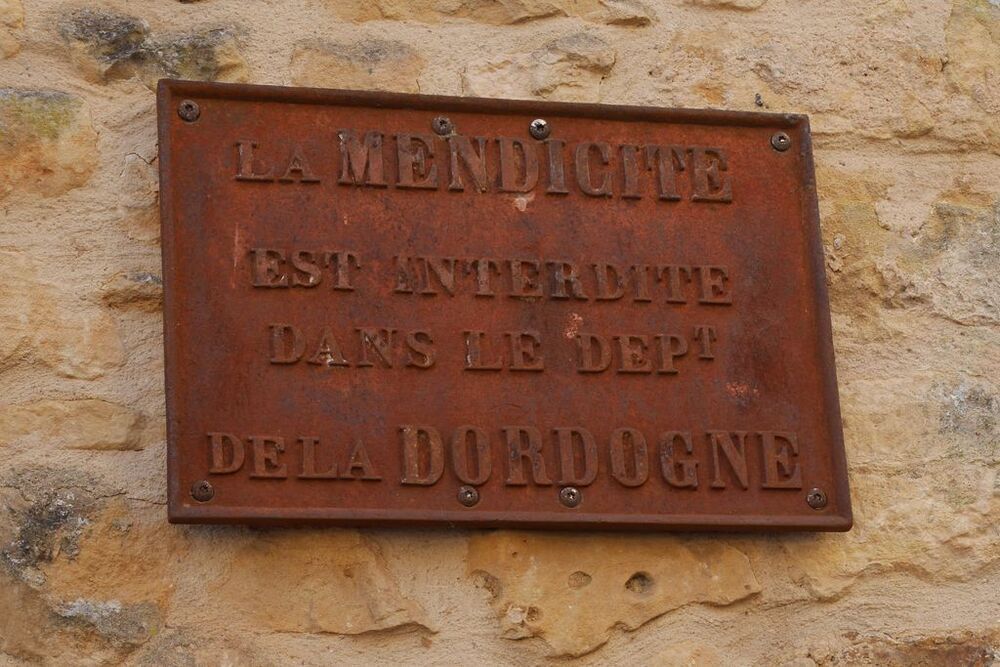 LA MENDICITE
EST INTERDITE
DANS LE DEPT
DE LA DORDOGNE